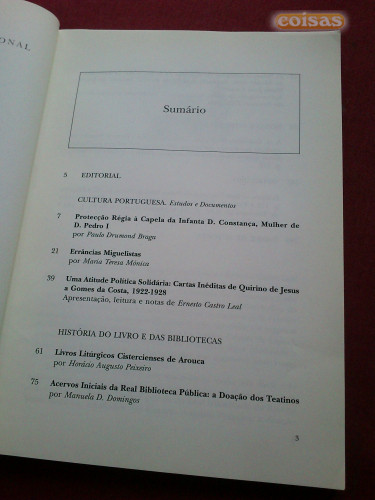 coisas
ONAL
Sumário
5 EDITORIAL
CULTURA PORTUGUESA. Estudos e Documentos
7 Protecção Régia à Capela da Infanta D. Constança, Mulher de
D. Pedro I
por Paulo Drumond Braga
21 Errâncias Miguelistas
por Maria Teresa Mónica
39 Uma Atitude Política Solidária: Cartas Inéditas de Quirino de Jesus
a Gomes da Costa, 1922-1928
Apresentação, leitura e notas de Ernesto Castro Leal
HISTÓRIA DO LIVRO E DAS BIBLIOTECAS
61 Livros Litúrgicos Cistercienses de Arouca
por Horácio Augusto Peixeiro
75 Acervos Iniciais da Real Biblioteca Pública: a Doação dos Teatinos
por Manuela D. Domingos
3